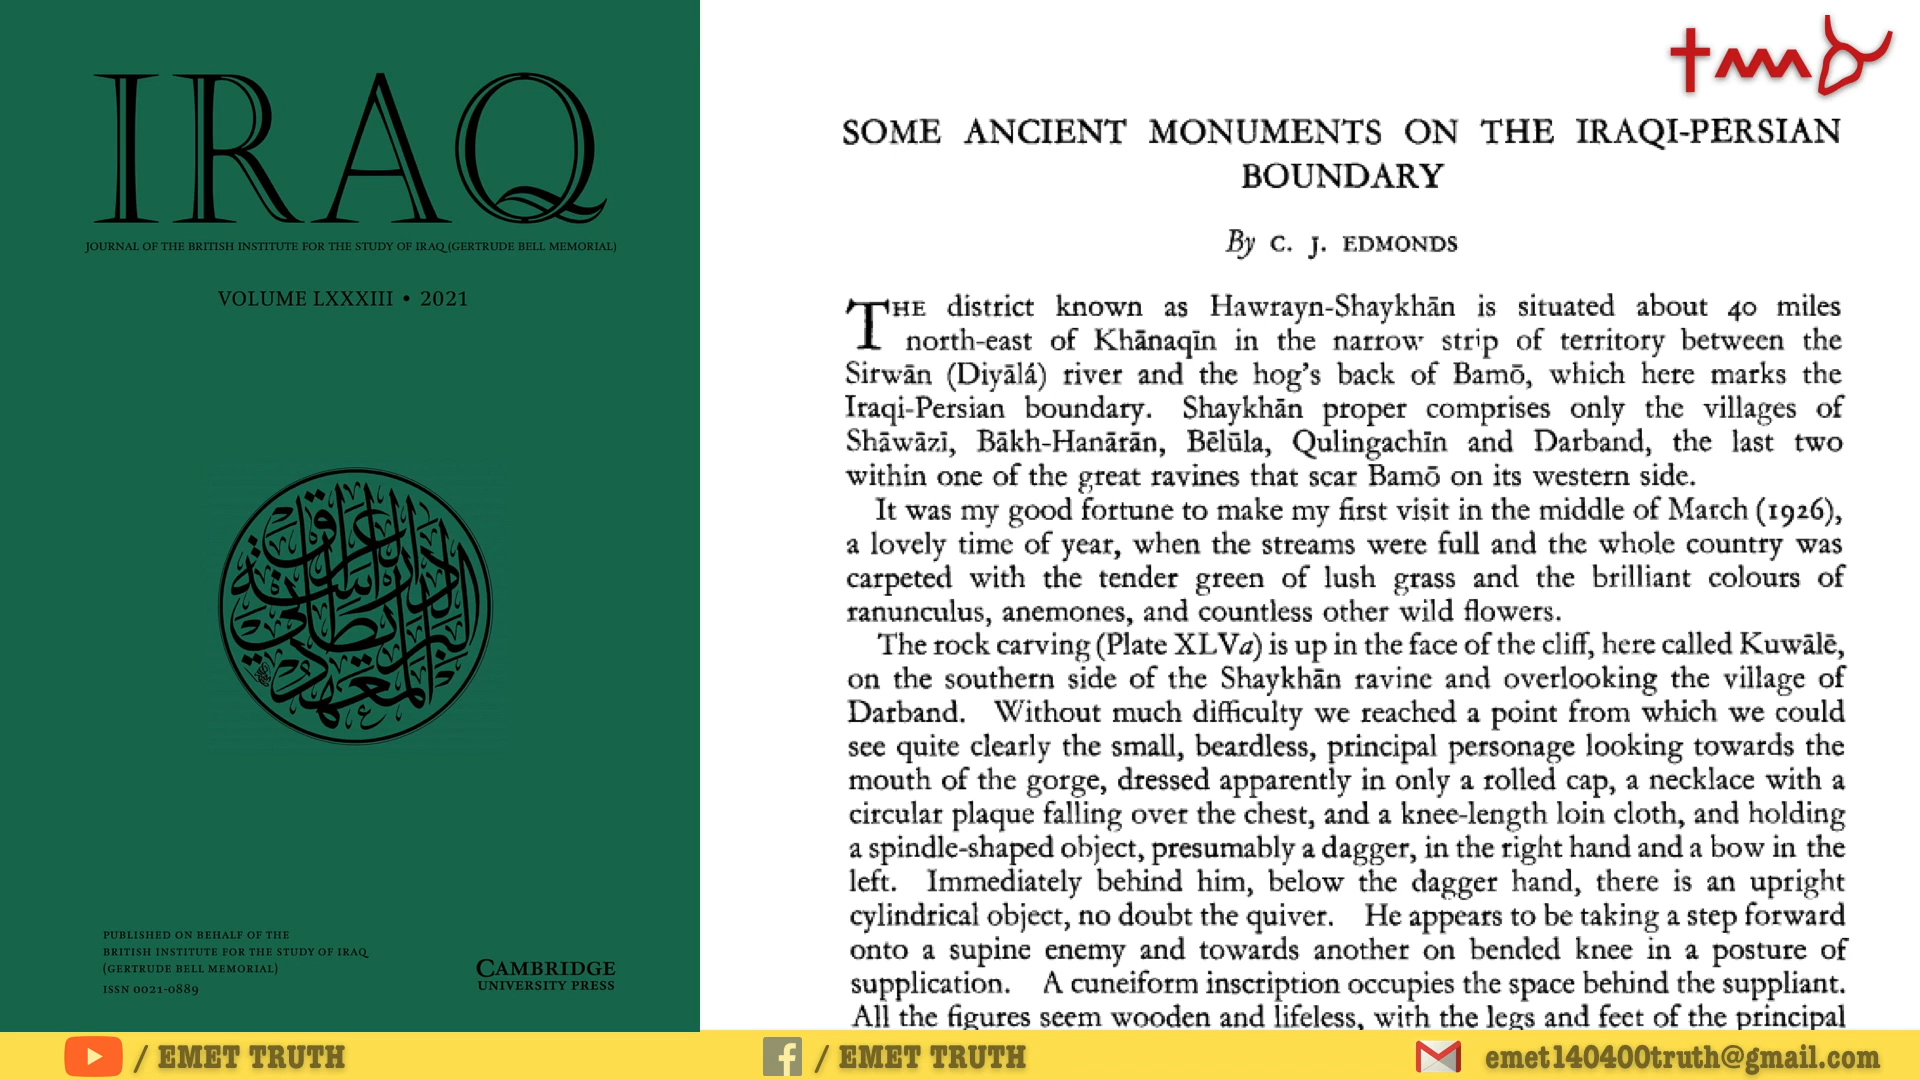 IRAQ
JOURNAL OF THE BRITISH INSTITUTE FOR THE STUDY OF IRAQ (GERTRUDE BELL MEMORIAL)
VOLUME LXXXIII • 2021
PUBLISHED ON BEHALF OF THE
BRITISH INSTITUTE FOR THE STUDY OF IRAQ
(GERTRUDE BELL MEMORIAL)
ISSN 0021-0889
CAMBRIDGE
UNIVERSITY PRESS
SOME ANCIENT MONUMENTS ON THE IRAQI-PERSIAN
BOUNDARY
By C. J. EDMONDS
THE district known as Hawrayn-Shaykhān is situated about 40 miles
north-east of Khānaqīn in the narrow strip of territory between the
Sirwān (Diyālá) river and the hog's back of Bamō, which here marks the
Iraqi-Persian boundary. Shaykhān proper comprises only the villages of
Shāwāzī, Bākh-Hanārān, Bēlūla, Qulingachīn and Darband, the last two
within one of the great ravines that scar Bamō on its western side.
It was my good fortune to make my first visit in the middle of March (1926),
a lovely time of year, when the streams were full and the whole country was
carpeted with the tender green of lush grass and the brilliant colours of
ranunculus, anemones, and countless other wild flowers.
The rock carving (Plate XLVa) is up in the face of the cliff, here called Kuwālē,
on the southern side of the Shaykhān ravine and overlooking the village of
Darband. Without much difficulty we reached a point from which we could
see quite clearly the small, beardless, principal personage looking towards the
mouth of the gorge, dressed apparently in only a rolled cap, a necklace with a
circular plaque falling over the chest, and a knee-length loin cloth, and holding
a spindle-shaped object, presumably a dagger, in the right hand and a bow in the
left. Immediately behind him, below the dagger hand, there is an upright
cylindrical object, no doubt the quiver. He appears to be taking a step forward
onto a supine enemy and towards another on bended knee in a posture of
supplication. A cuneiform inscription occupies the space behind the suppliant.
All the figures seem wooden and lifeless, with the legs and feet of the principal
/ EMET TRUTH
/ EMET TRUTH
emet140400truth@gmail.com